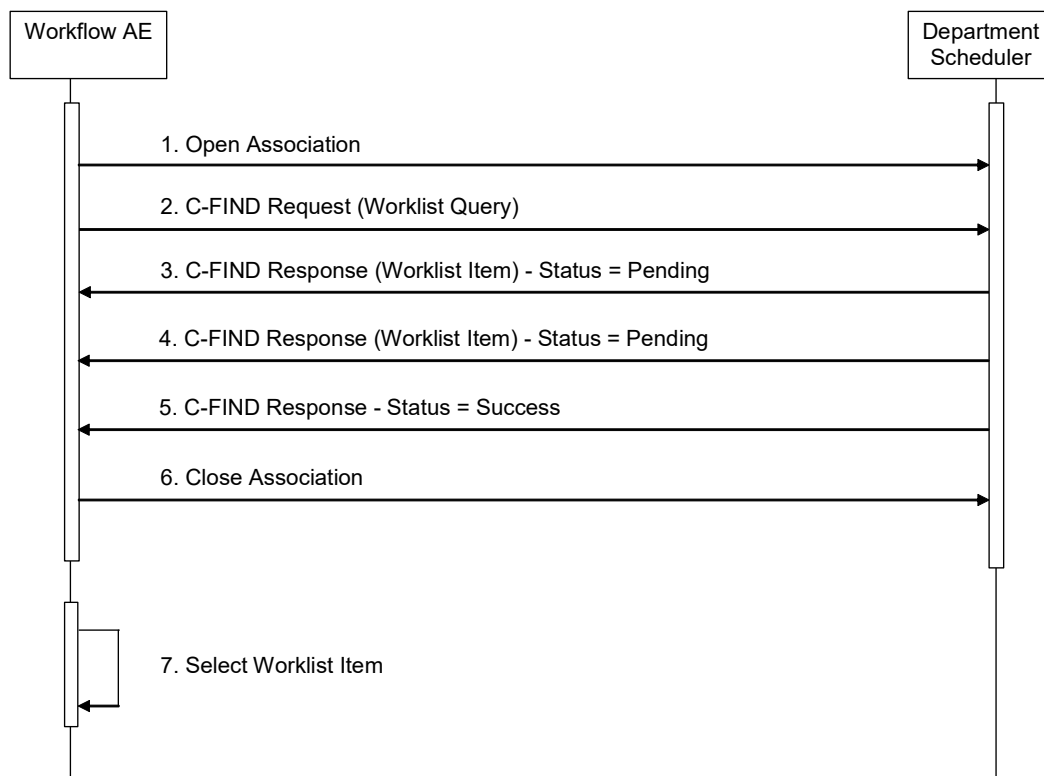 Workflow AE
Department
Scheduler
1. Open Association
2. C-FIND Request (Worklist Query)
3. C-FIND Response (Worklist Item) - Status = Pending
4. C-FIND Response (Worklist Item) - Status = Pending
5. C-FIND Response - Status = Success
6. Close Association
7. Select Worklist Item